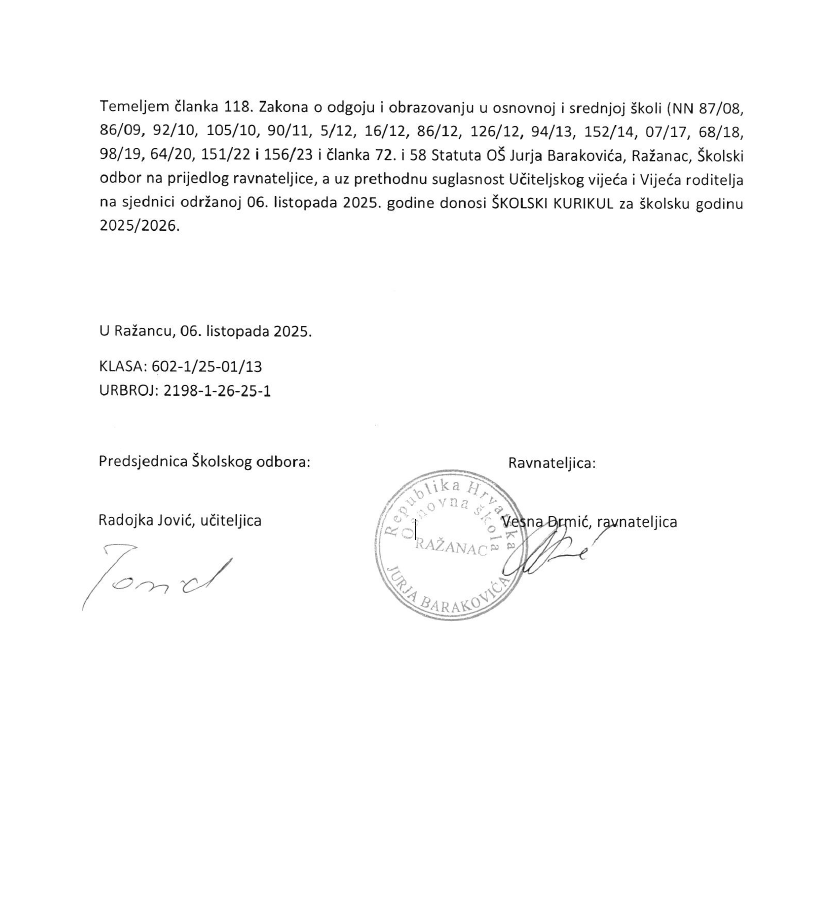 Temeljem članka 118. Zakona o odgoju i obrazovanju u osnovnoj i srednjoj školi (NN 87/08,
86/09, 92/10, 105/10, 90/11, 5/12, 16/12, 86/12, 126/12, 94/13, 152/14, 07/17, 68/18,
98/19, 64/20, 151/22 i 156/23 i članka 72. i 58 Statuta OŠ Jurja Barakovića, Ražanac, Školski
odbor na prijedlog ravnateljice, a uz prethodnu suglasnost Učiteljskog vijeća i Vijeća roditelja
na sjednici održanoj 06. listopada 2025. godine donosi ŠKOLSKI KURIKUL za školsku godinu
2025/2026.
U Ražancu, 06. listopada 2025.
KLASA: 602-1/25-01/13
URBROJ: 2198-1-26-25-1
Predsjednica Školskog odbora:
Ravnateljica:
Radojka Jović, učiteljica
Vesna Drmić, ravnateljica
Republika Hrvatska
Osnovna škola
RAŽANAC
JURJA BARAKOVIĆA